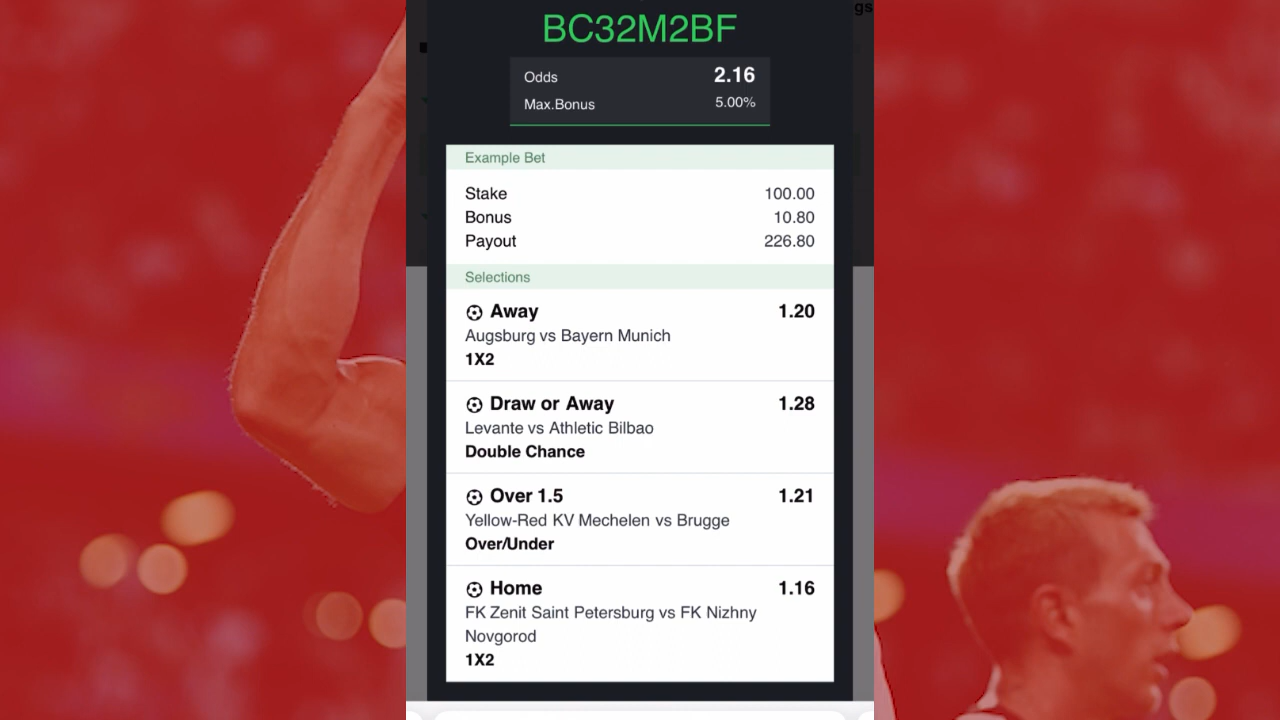 gs
BC32M2BF
Odds 2.16
Max.Bonus 5.00%
Example Bet
Stake 100.00
Bonus 10.80
Payout 226.80
Selections
Away 1.20
Augsburg vs Bayern Munich
1X2
Draw or Away 1.28
Levante vs Athletic Bilbao
Double Chance
Over 1.5 1.21
Yellow-Red KV Mechelen vs Brugge
Over/Under
Home 1.16
FK Zenit Saint Petersburg vs FK Nizhny
Novgorod
1X2